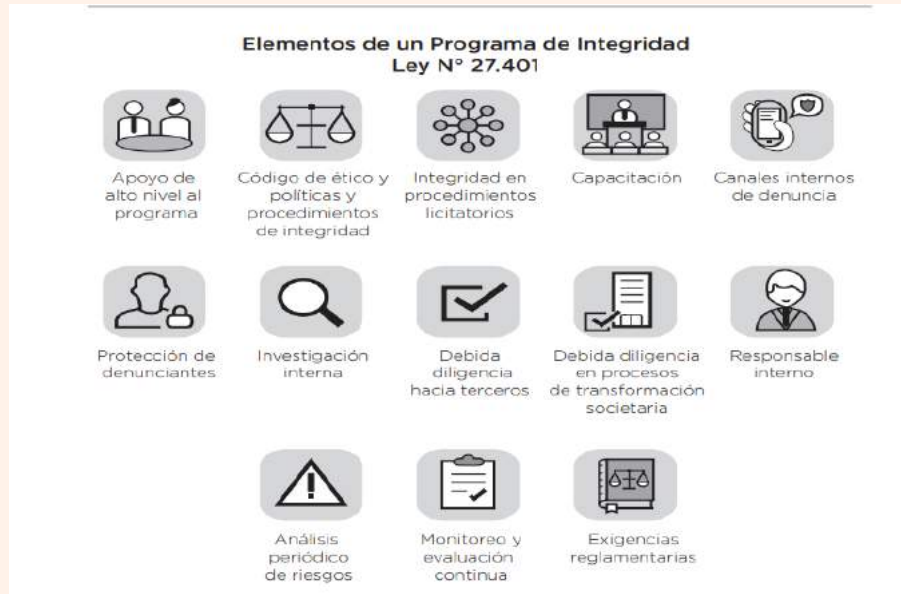 Elementos de un Programa de Integridad
Ley N° 27.401
Apoyo de
alto nivel al
programa
Código de ético y
políticas y
procedimientos
de integridad
Integridad en
procedimientos
licitatorios
Capacitación
Canales internos
de denuncia
Protección de
denunciantes
Investigación
interna
Debida
diligencia
hacia terceros
Debida diligencia
en procesos
de transformación
societaria
Responsable
interno
Análisis
periódico
de riesgos
Monitoreo y
evaluación
continua
Exigencias
reglamentarias